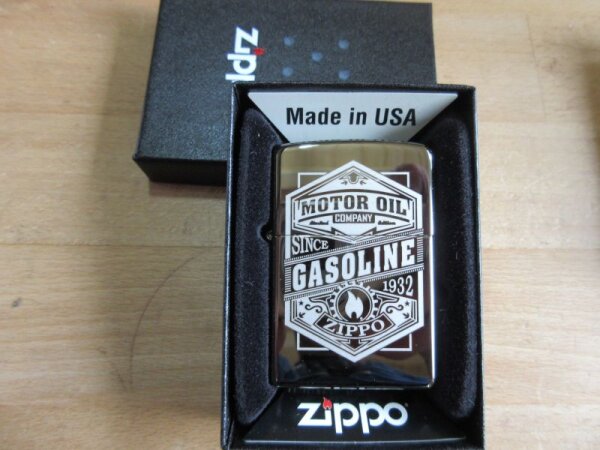 Zippo
Made in USA
MOTOR OIL
COMPANY
SINCE
GASOLINE
1932
ZIPPO
zippo